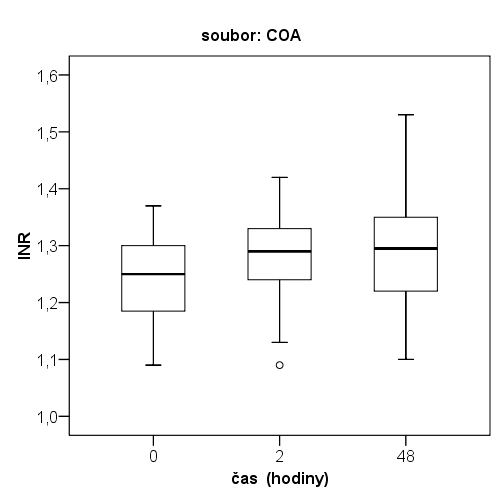 soubor: COA
1,6
1,5
1,4
1,3
1,2
1,1
1,0
INR
0 2 48
čas (hodiny)